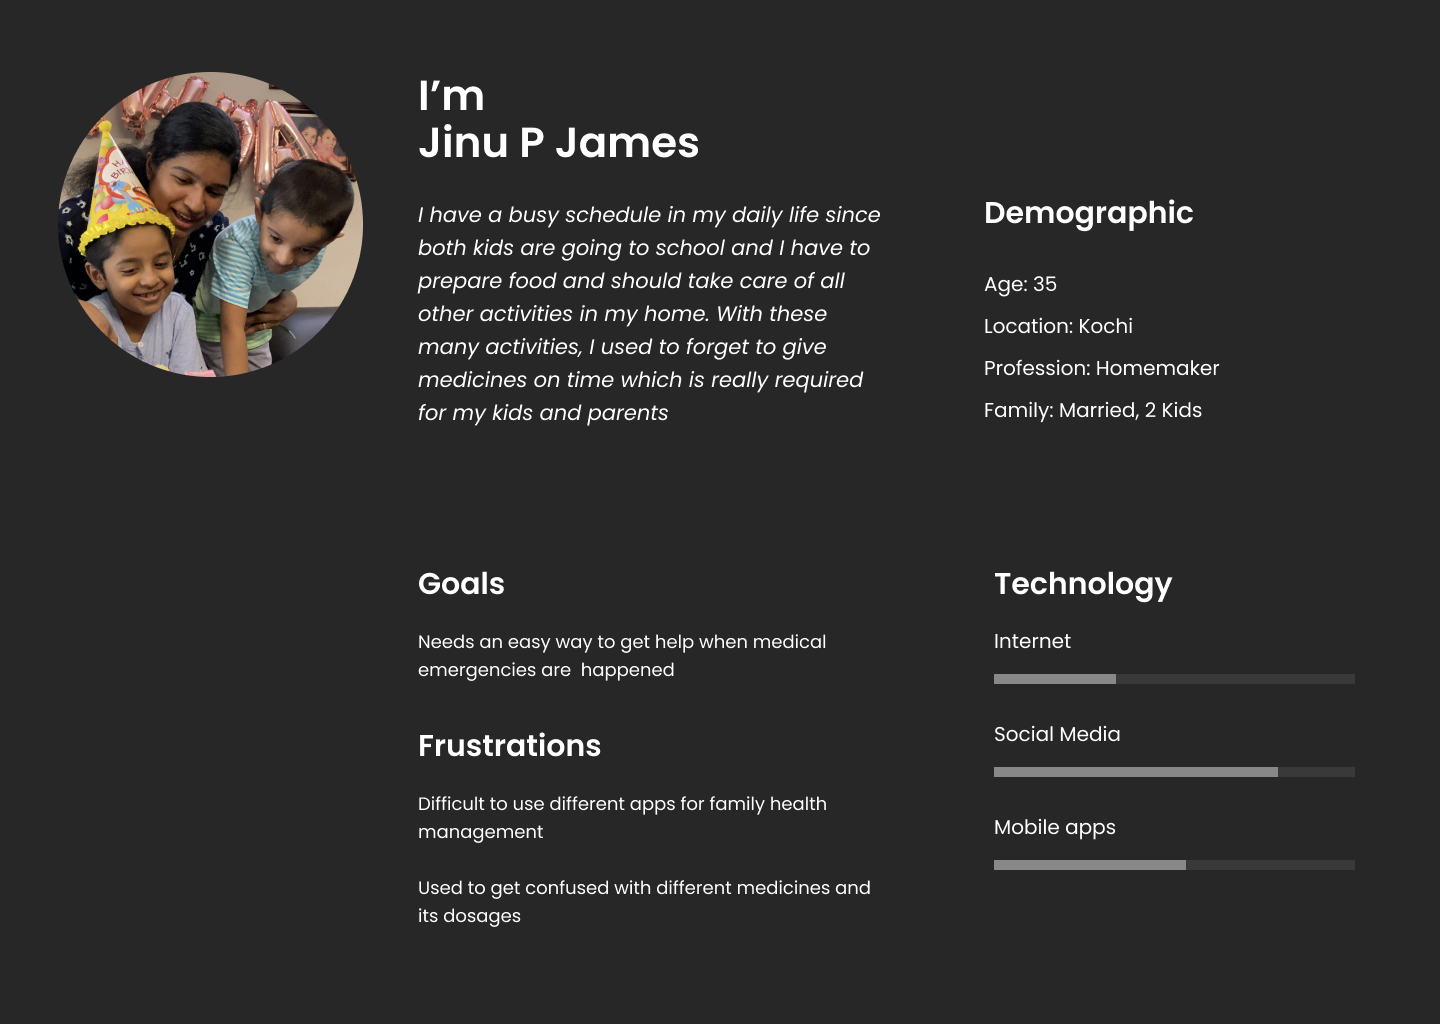 I’m
Jinu P James
I have a busy schedule in my daily life since
both kids are going to school and I have to
prepare food and should take care of all
other activities in my home. With these
many activities, I used to forget to give
medicines on time which is really required
for my kids and parents
Demographic
Age: 35
Location: Kochi
Profession: Homemaker
Family: Married, 2 Kids
Goals
Needs an easy way to get help when medical
emergencies are  happened
Frustrations
Difficult to use different apps for family health
management
Used to get confused with different medicines and
its dosages
Technology
Internet
Social Media
Mobile apps